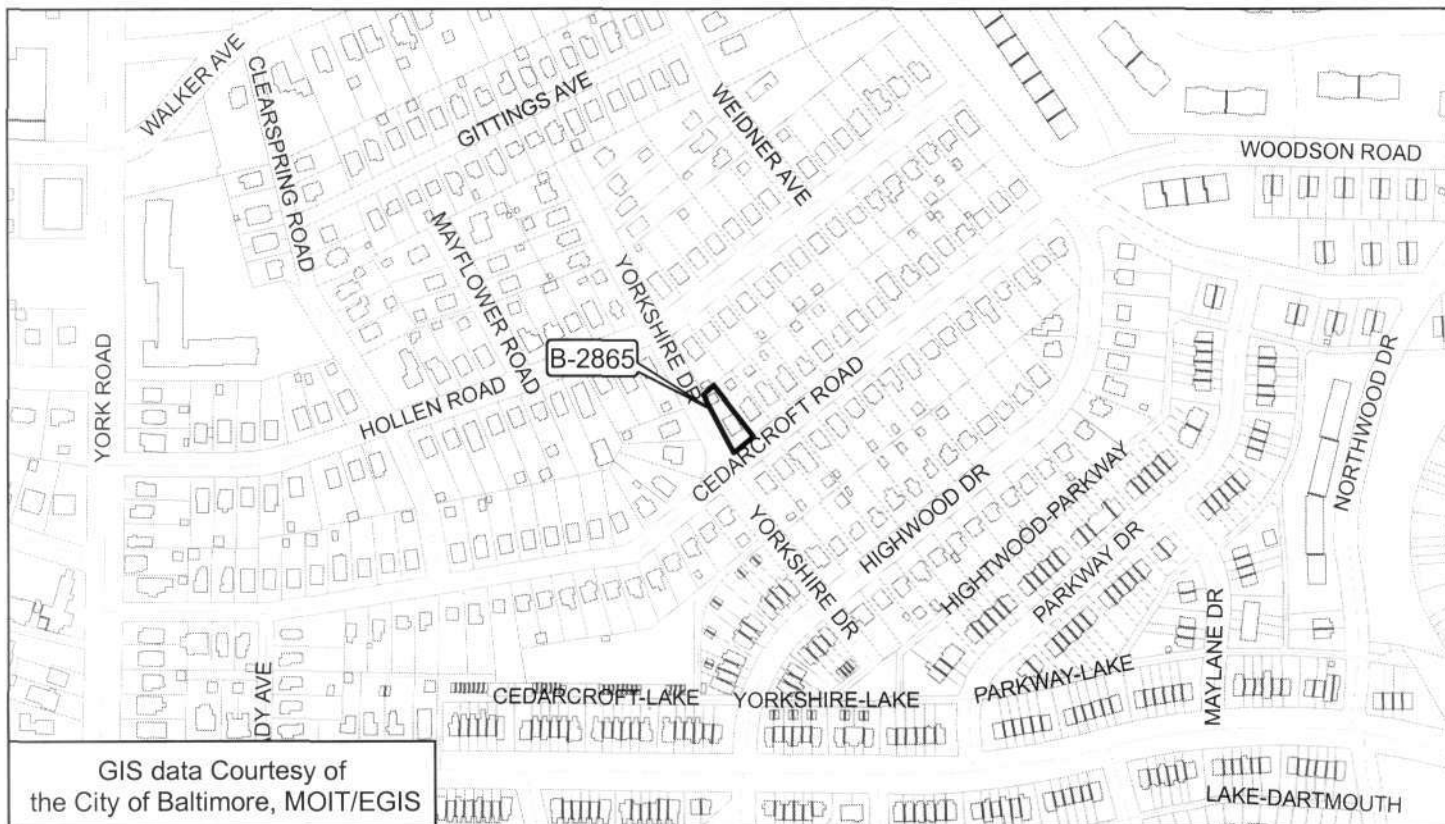 WALKER AVE
CLEARSPRING ROAD
GITTINGS AVE
WEIDNER AVE
WOODSON ROAD
MAYFLOWER ROAD
YORKSHIRE DR
B-2865
YORK ROAD
HOLLEN ROAD
CEDARCROFT ROAD
NORTHWOOD DR
HIGHWOOD DR
HIGHTWOOD-PARKWAY
YORKSHIRE DR
PARKWAY DR
MAYLANE DR
DY AVE
CEDARCROFT-LAKE
YORKSHIRE-LAKE
PARKWAY-LAKE
LAKE-DARTMOUTH
GIS data Courtesy of
the City of Baltimore, MOIT/EGIS